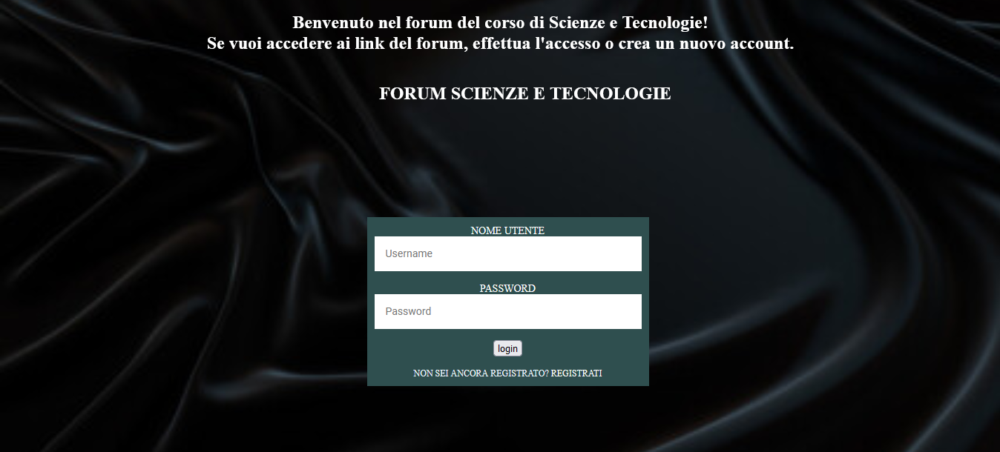 Benvenuto nel forum del corso di Scienze e Tecnologie!
Se vuoi accedere ai link del forum, effettua l'accesso o crea un nuovo account.
FORUM SCIENZE E TECNOLOGIE
NOME UTENTE
Username
PASSWORD
Password
login
NON SEI ANCORA REGISTRATO? REGISTRATI